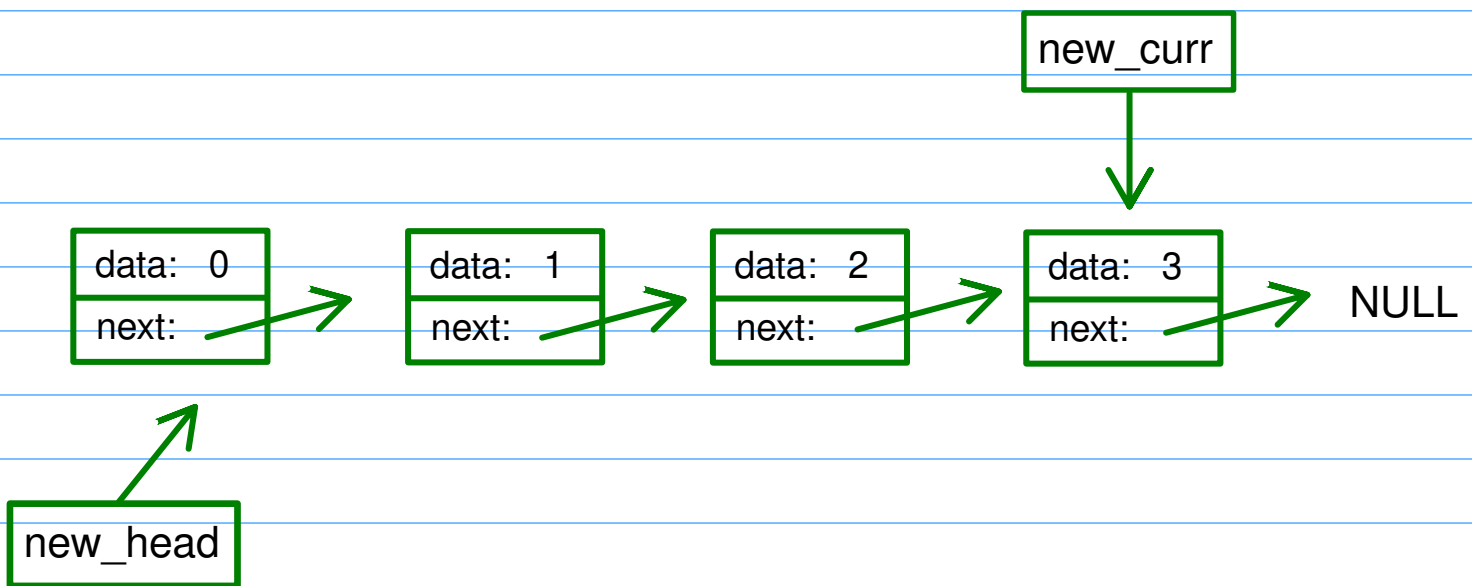 new_curr
data: 0
next:
data: 1
next:
data: 2
next:
data: 3
next:
NULL
new_head